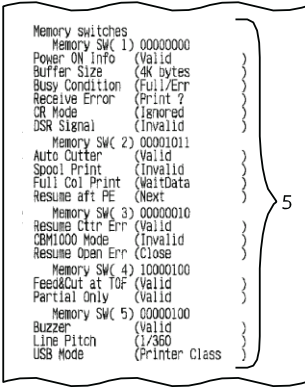 Memory switches
Memory SW( 1) 00000000
Power ON Info (Valid )
Buffer Size (4K bytes )
Busy Condition (Full/Err )
Receive Error (Print ? )
CR Mode (Ignored )
DSR Signal (Invalid )
Memory SW( 2) 00001011
Auto Cutter (Valid )
Spool Print (Invalid )
Full Col Print (WaitData )
Resume aft PE (Next )
Memory SW( 3) 00000010
Resume Cttr Err (Valid )
CBM1000 Mode (Invalid )
Resume Open Err (Close )
Memory SW( 4) 10000100
Feed&Cut at TOF (Valid )
Partial Only (Valid )
Memory SW( 5) 00000100
Buzzer (Valid )
Line Pitch (1/360 )
USB Mode (Printer Class )
5